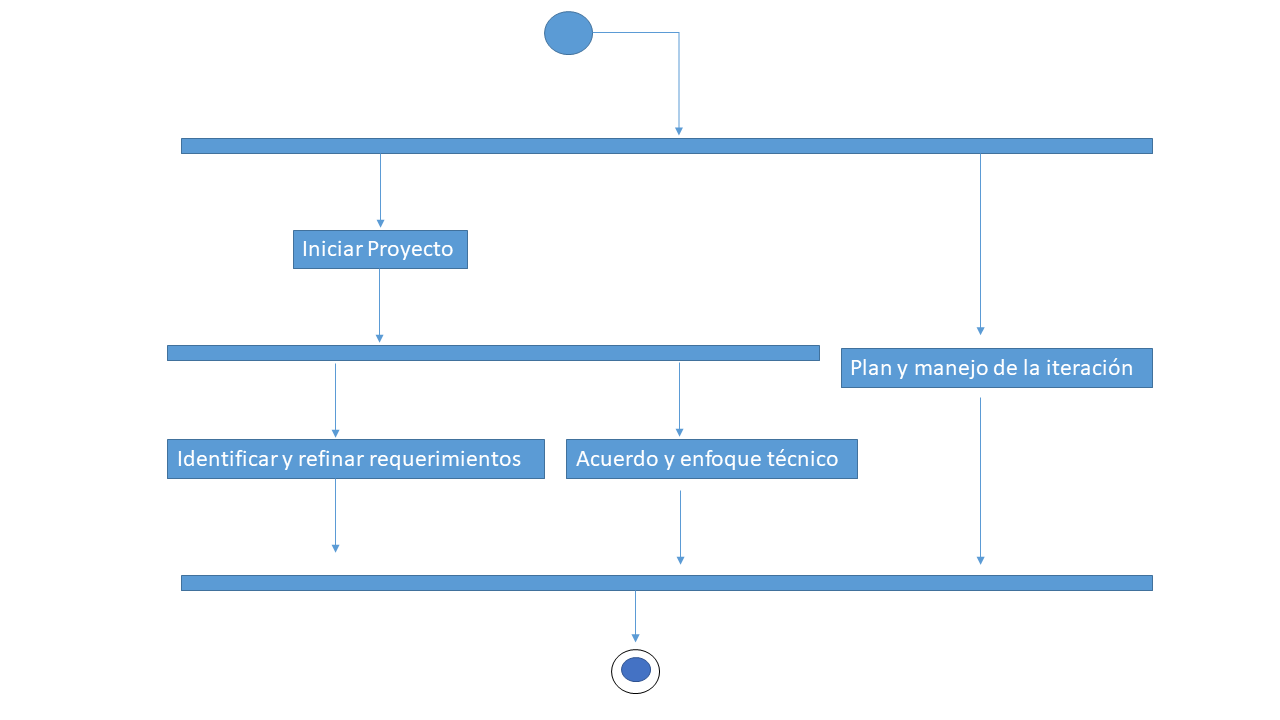 Iniciar Proyecto
Plan y manejo de la iteración
Identificar y refinar requerimientos
Acuerdo y enfoque técnico